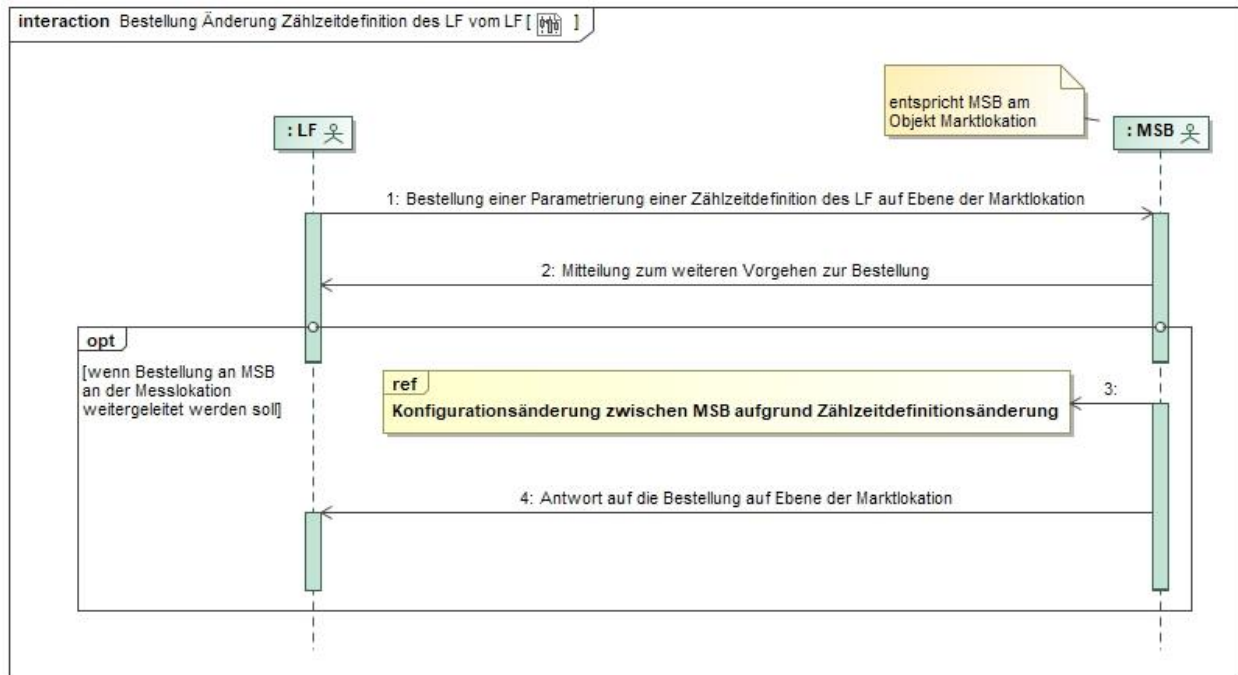 interaction Bestellung Änderung Zählzeitdefinition des LF vom LF [ ]
entspricht MSB am
Objekt Marktlokation
: LF
: MSB
1: Bestellung einer Parametrierung einer Zählzeitdefinition des LF auf Ebene der Marktlokation
2: Mitteilung zum weiteren Vorgehen zur Bestellung
opt
[wenn Bestellung an MSB
an der Messlokation
weitergeleitet werden soll]
ref
Konfigurationsänderung zwischen MSB aufgrund Zählzeitdefinitionsänderung
3:
4: Antwort auf die Bestellung auf Ebene der Marktlokation